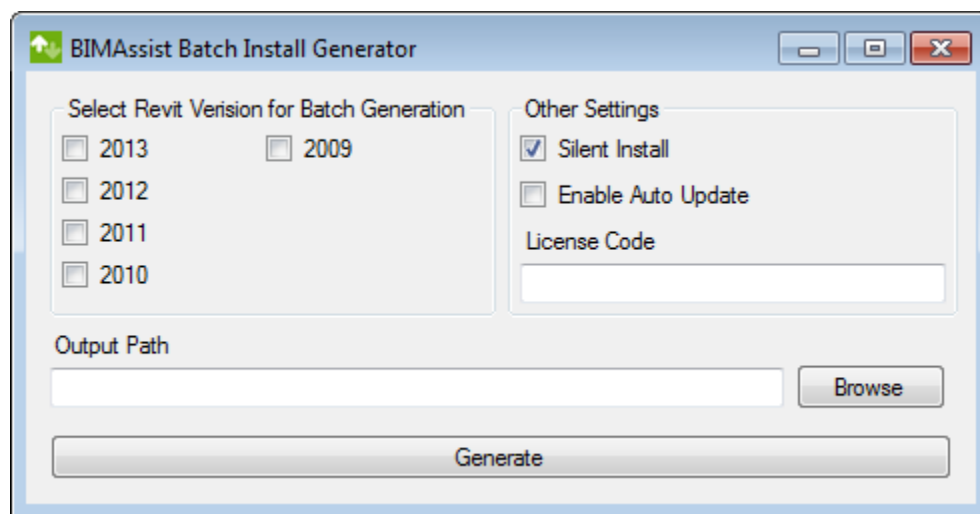 BIMAssist Batch Install Generator
Select Revit Verision for Batch Generation
2013
2009
2012
2011
2010
Other Settings
Silent Install
Enable Auto Update
License Code
Output Path
Browse
Generate